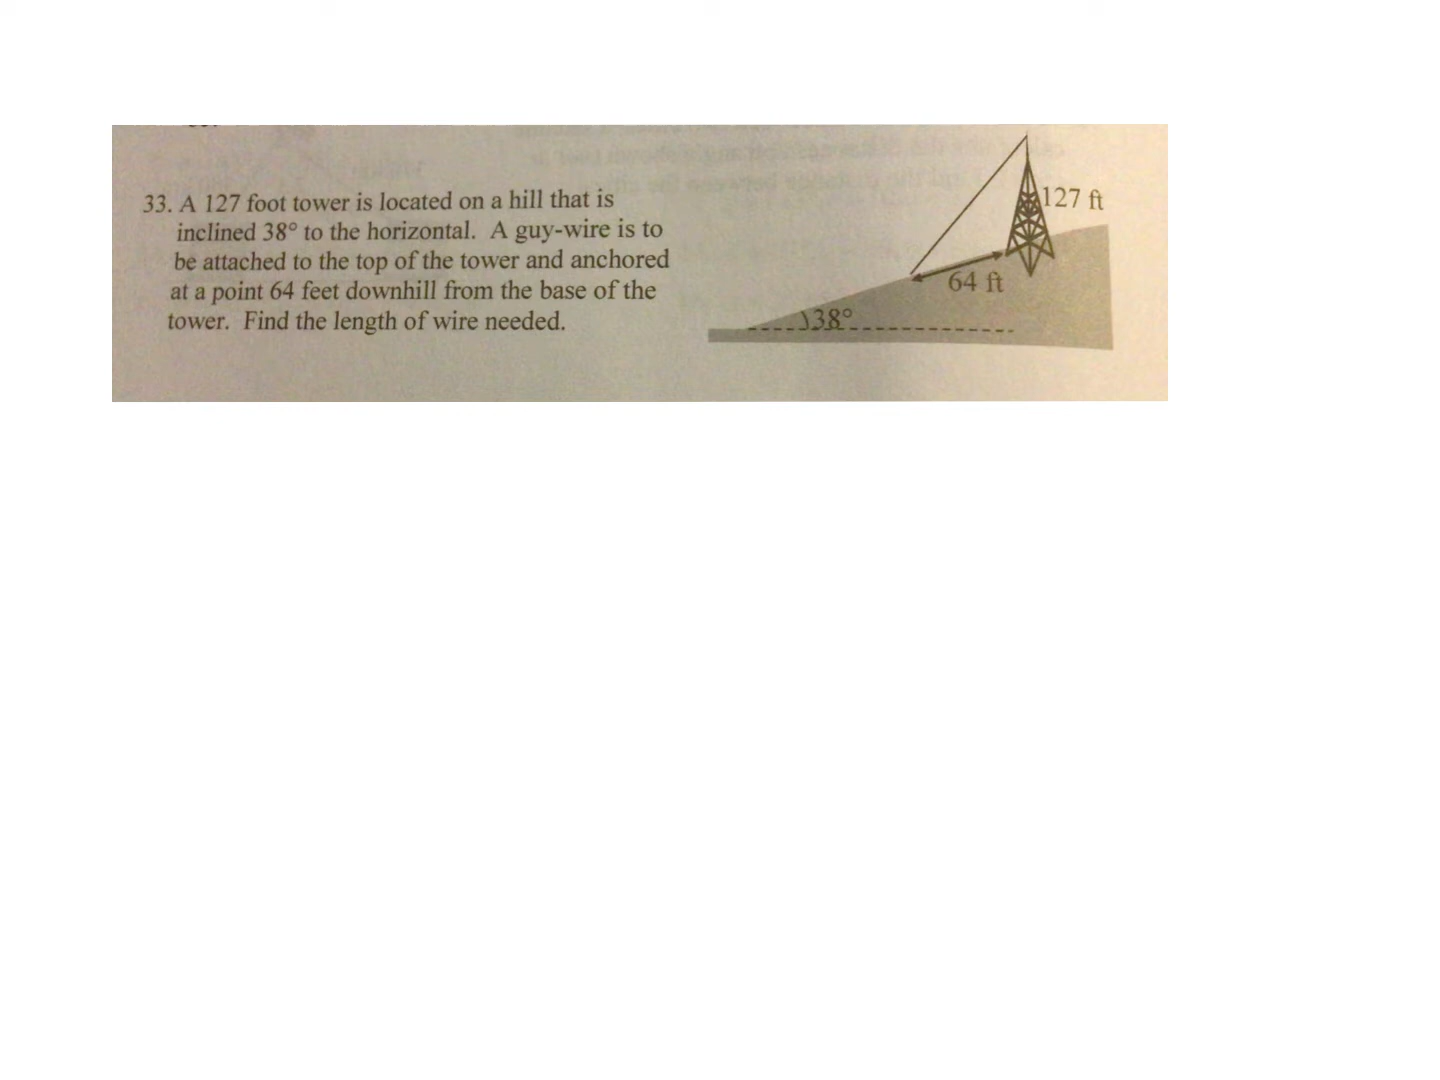 33. A 127 foot tower is located on a hill that is
inclined 38° to the horizontal. A guy-wire is to
be attached to the top of the tower and anchored
at a point 64 feet downhill from the base of the
tower. Find the length of wire needed.
127 ft
64 ft
38°